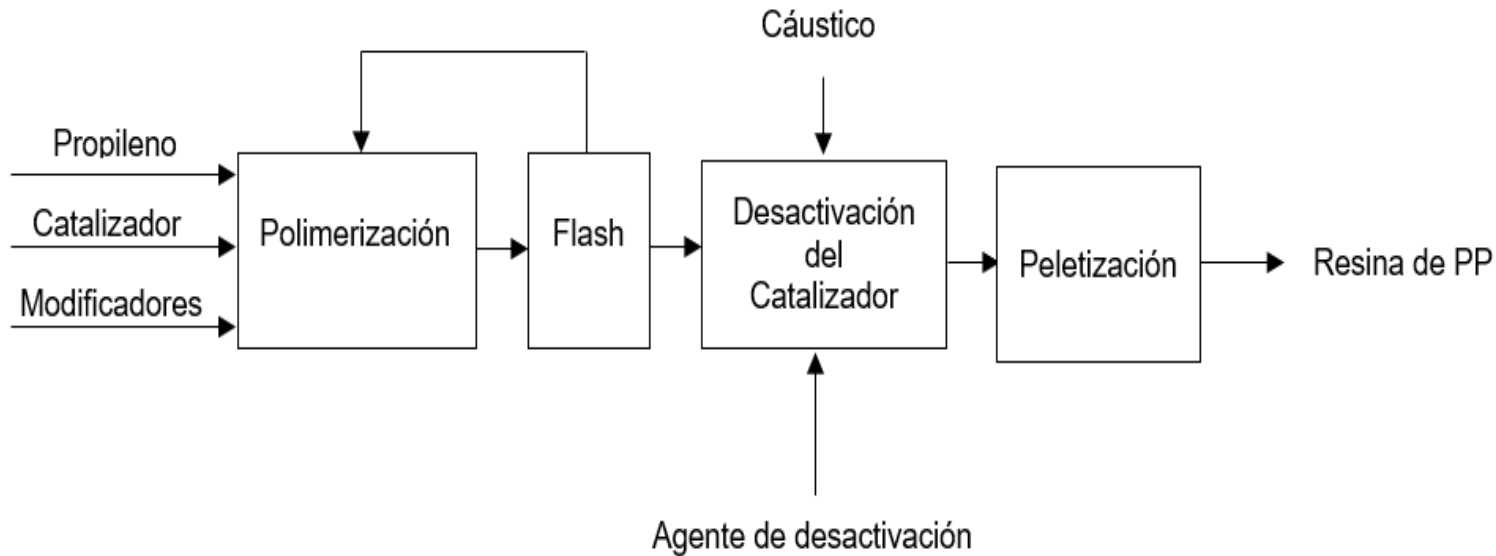 Cáustico
Propileno
Catalizador
Modificadores
Polimerización
Flash
Desactivación
del
Catalizador
Peletización
Resina de PP
Agente de desactivación